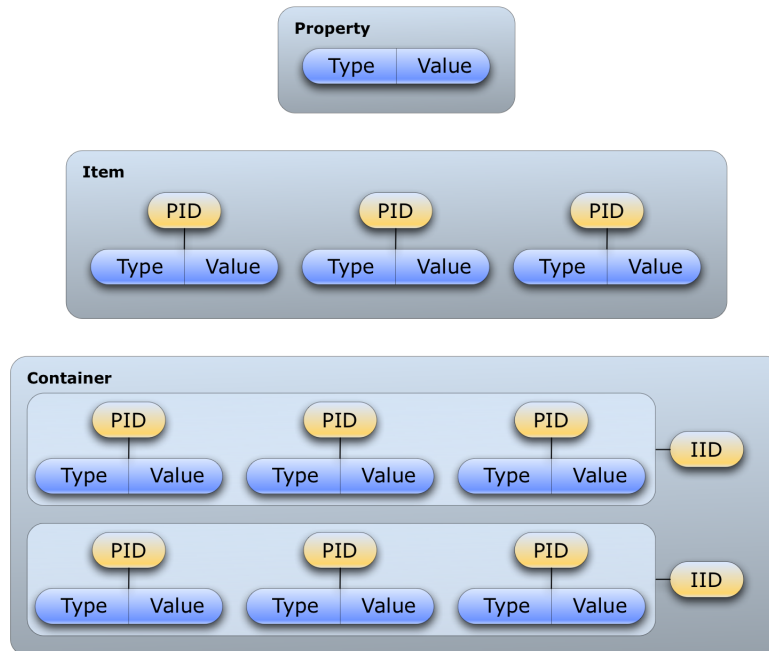 Property
Type Value
Item
PID PID PID
Type Value Type Value Type Value
Container
PID PID PID
Type Value Type Value Type Value
IID
PID PID PID
Type Value Type Value Type Value
IID